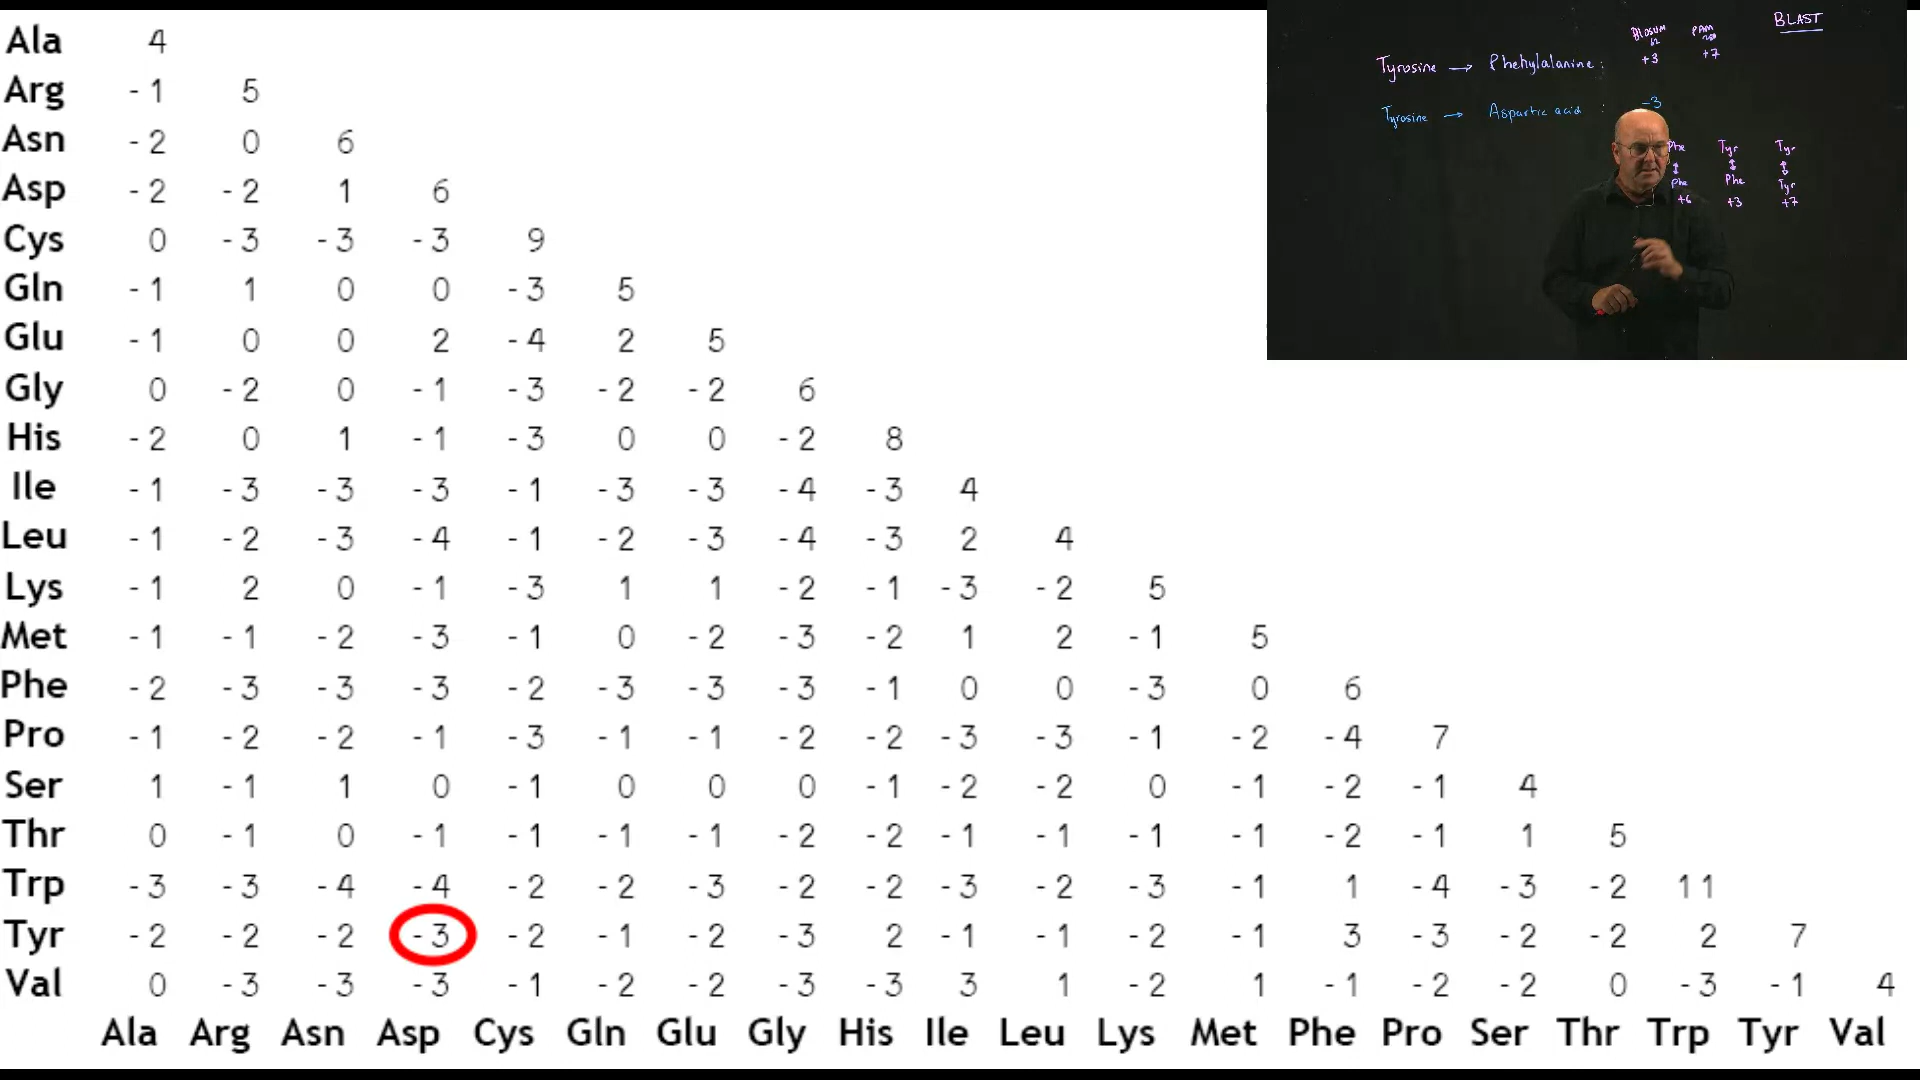 Ala 4
Arg -1 5
Asn -2 0 6
Asp -2 -2 1 6
Cys 0 -3 -3 -3 9
Gln -1 1 0 0 -3 5
Glu -1 0 0 2 -4 2 5
Gly 0 -2 0 -1 -3 -2 -2 6
His -2 0 1 -1 -3 0 0 -2 8
Ile -1 -3 -3 -3 -1 -3 -3 -4 -3 4
Leu -1 -2 -3 -4 -1 -2 -3 -4 -3 2 4
Lys -1 2 0 -1 -3 1 1 -2 -1 -3 -2 5
Met -1 -1 -2 -3 -1 0 -2 -3 -2 1 2 -1 5
Phe -2 -3 -3 -3 -2 -3 -3 -3 -1 0 0 -3 0 6
Pro -1 -2 -2 -1 -3 -1 -1 -2 -2 -3 -3 -1 -2 -4 7
Ser 1 -1 1 0 -1 0 0 0 -1 -2 -2 0 -1 -2 -1 4
Thr 0 -1 0 -1 -1 -1 -1 -2 -2 -1 -1 -1 -1 -2 -1 1 5
Trp -3 -3 -4 -4 -2 -2 -3 -2 -2 -3 -2 -3 -1 1 -4 -3 -2 11
Tyr -2 -2 -2 -3 -2 -1 -2 -3 2 -1 -1 -2 -1 3 -3 -2 -2 2 7
Val 0 -3 -3 -3 -1 -2 -2 -3 -3 3 1 -2 1 -1 -2 -2 0 -3 -1 4
Ala Arg Asn Asp Cys Gln Glu Gly His Ile Leu Lys Met Phe Pro Ser Thr Trp Tyr Val
BLAST
BLOSUM PAM
62
Tyrosine → Phenylalanine : +3 +7
Tyrosine → Aspartic acid : -3
Phe Tyr Tyr
↕ ↕ ↕
Phe Phe Tyr
+6 +3 +7